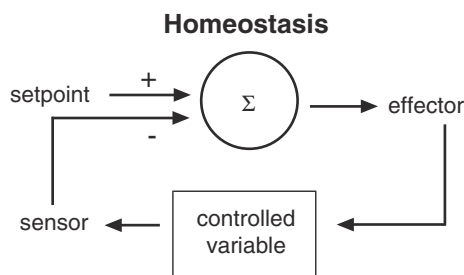 Homeostasis
+
setpoint
Σ
effector
-
sensor
controlled
variable